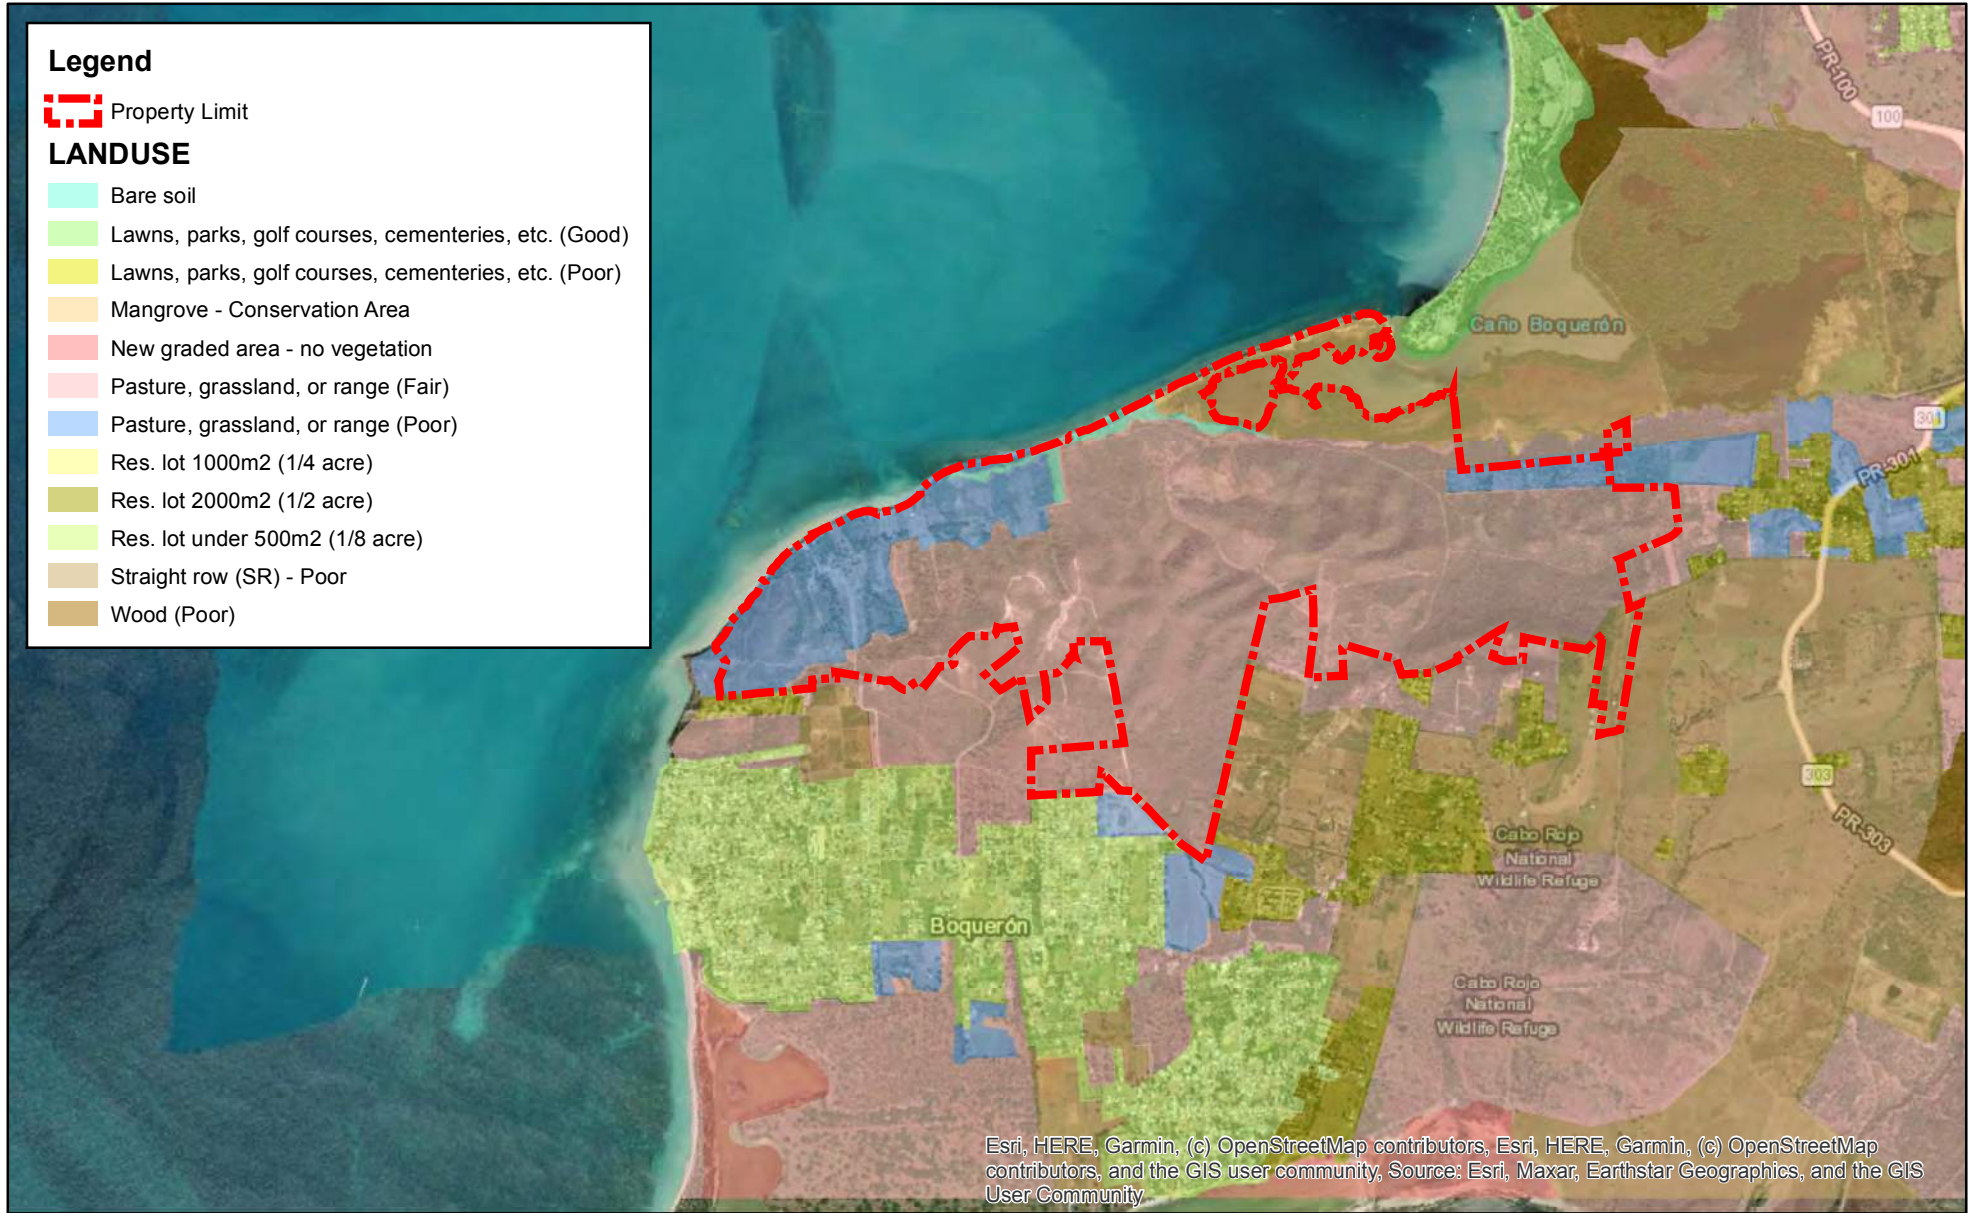 Legend
Property Limit
LANDUSE
Bare soil
Lawns, parks, golf courses, cementeries, etc. (Good)
Lawns, parks, golf courses, cementeries, etc. (Poor)
Mangrove - Conservation Area
New graded area - no vegetation
Pasture, grassland, or range (Fair)
Pasture, grassland, or range (Poor)
Res. lot 1000m2 (1/4 acre)
Res. lot 2000m2 (1/2 acre)
Res. lot under 500m2 (1/8 acre)
Straight row (SR) - Poor
Wood (Poor)
PR-100
100
Caño Boquerón
301
PR-301
303
PR-303
Cabo Rojo
National
Wildlife Refuge
Boquerón
Cabo Rojo
National
Wildlife Refuge
Esri, HERE, Garmin, (c) OpenStreetMap contributors, Esri, HERE, Garmin, (c) OpenStreetMap
contributors, and the GIS user community, Source: Esri, Maxar, Earthstar Geographics, and the GIS
User Community